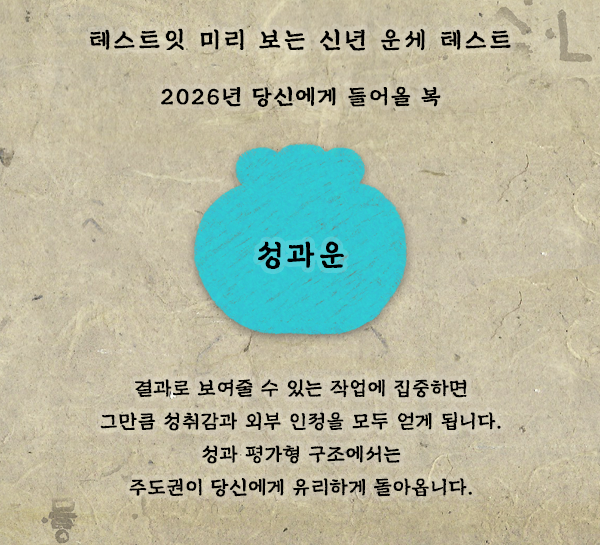 테스트잇 미리 보는 신년 운세 테스트
2026년 당신에게 들어올 복
성과운
결과로 보여줄 수 있는 작업에 집중하면
그만큼 성취감과 외부 인정을 모두 얻게 됩니다.
성과 평가형 구조에서는
주도권이 당신에게 유리하게 돌아옵니다.